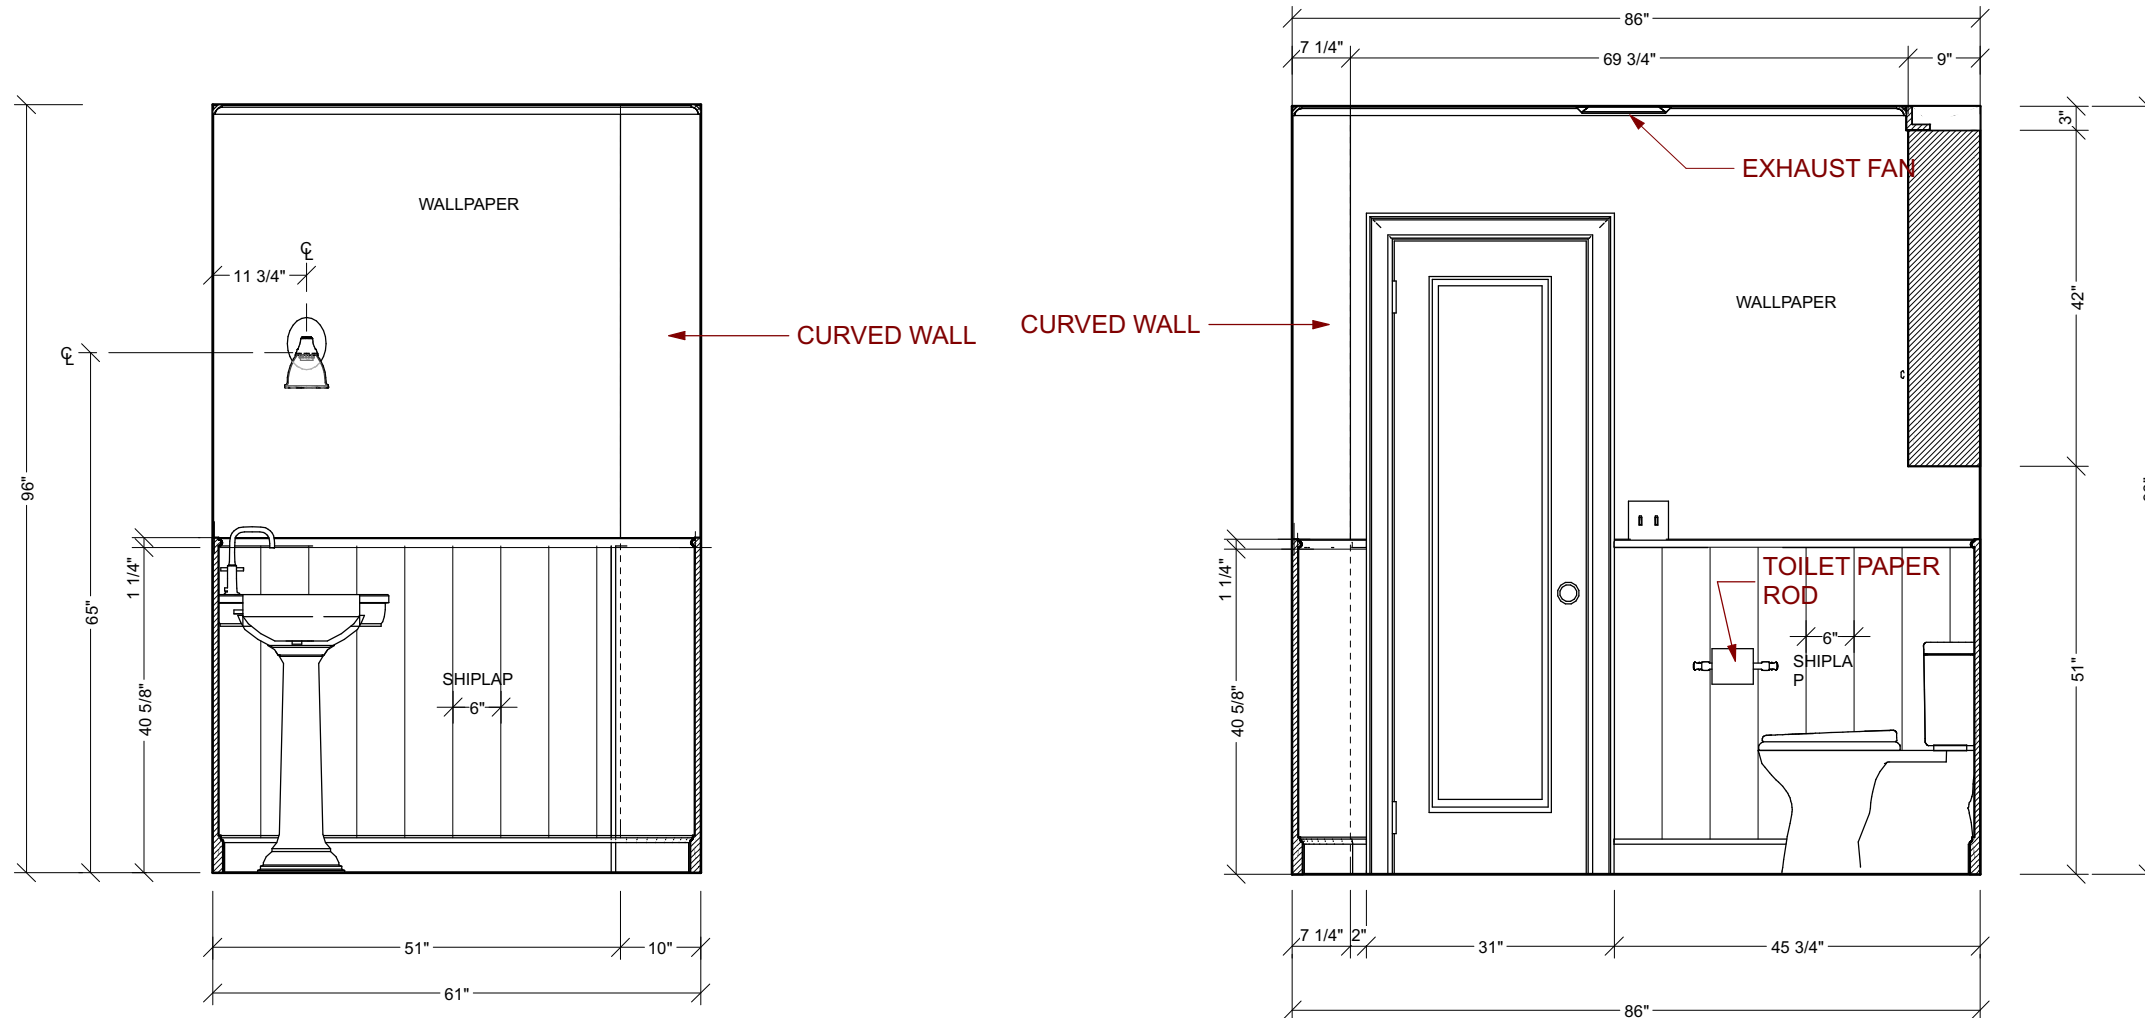 86"
7 1/4"
69 3/4"
9"
3"
EXHAUST FAN
WALLPAPER
℄
11 3/4"
WALLPAPER
42"
CURVED WALL
CURVED WALL
℄
96"
1 1/4"
65"
40 5/8"
SHIPLAP
6"
1 1/4"
40 5/8"
TOILET PAPER
ROD
6"
SHIPLA
P
51"
51"
10"
61"
7 1/4"
2"
31"
45 3/4"
86"